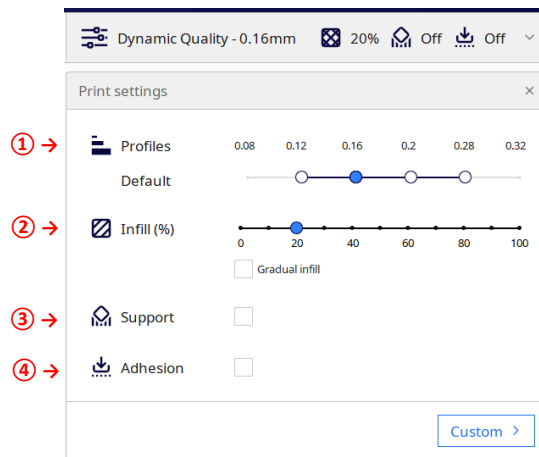 Dynamic Quality - 0.16mm 20% Off Off
Print settings ×
① → Profiles 0.08 0.12 0.16 0.2 0.28 0.32
Default
② → Infill (%)
0 20 40 60 80 100
Gradual infill
③ → Support
④ → Adhesion
Custom >